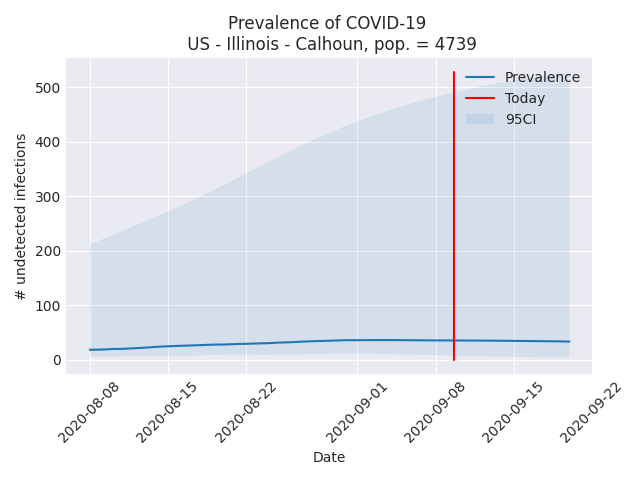 Prevalence of COVID-19
US - Illinois - Calhoun, pop. = 4739
Prevalence
Today
95CI
# undetected infections
500
400
300
200
100
0
2020-08-08
2020-08-15
2020-08-22
2020-09-01
2020-09-08
2020-09-15
2020-09-22
Date